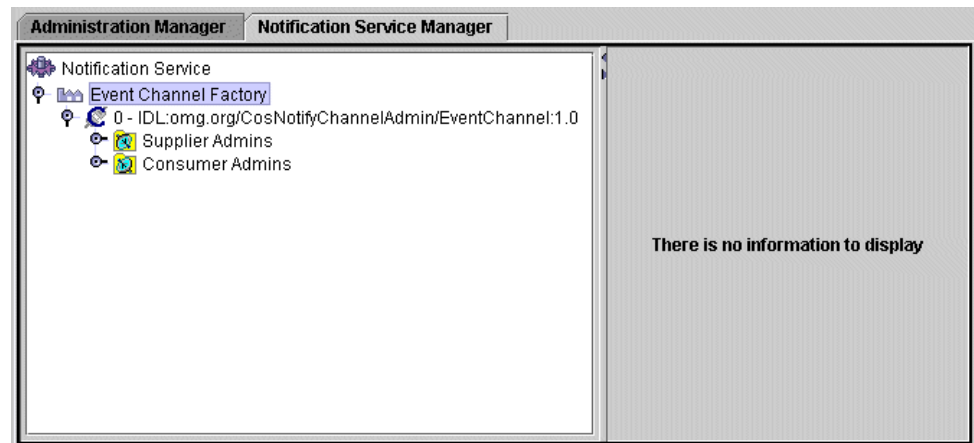 Administration Manager
Notification Service Manager
Notification Service
Event Channel Factory
0 - IDL:omg.org/CosNotifyChannelAdmin/EventChannel:1.0
Supplier Admins
Consumer Admins
There is no information to display